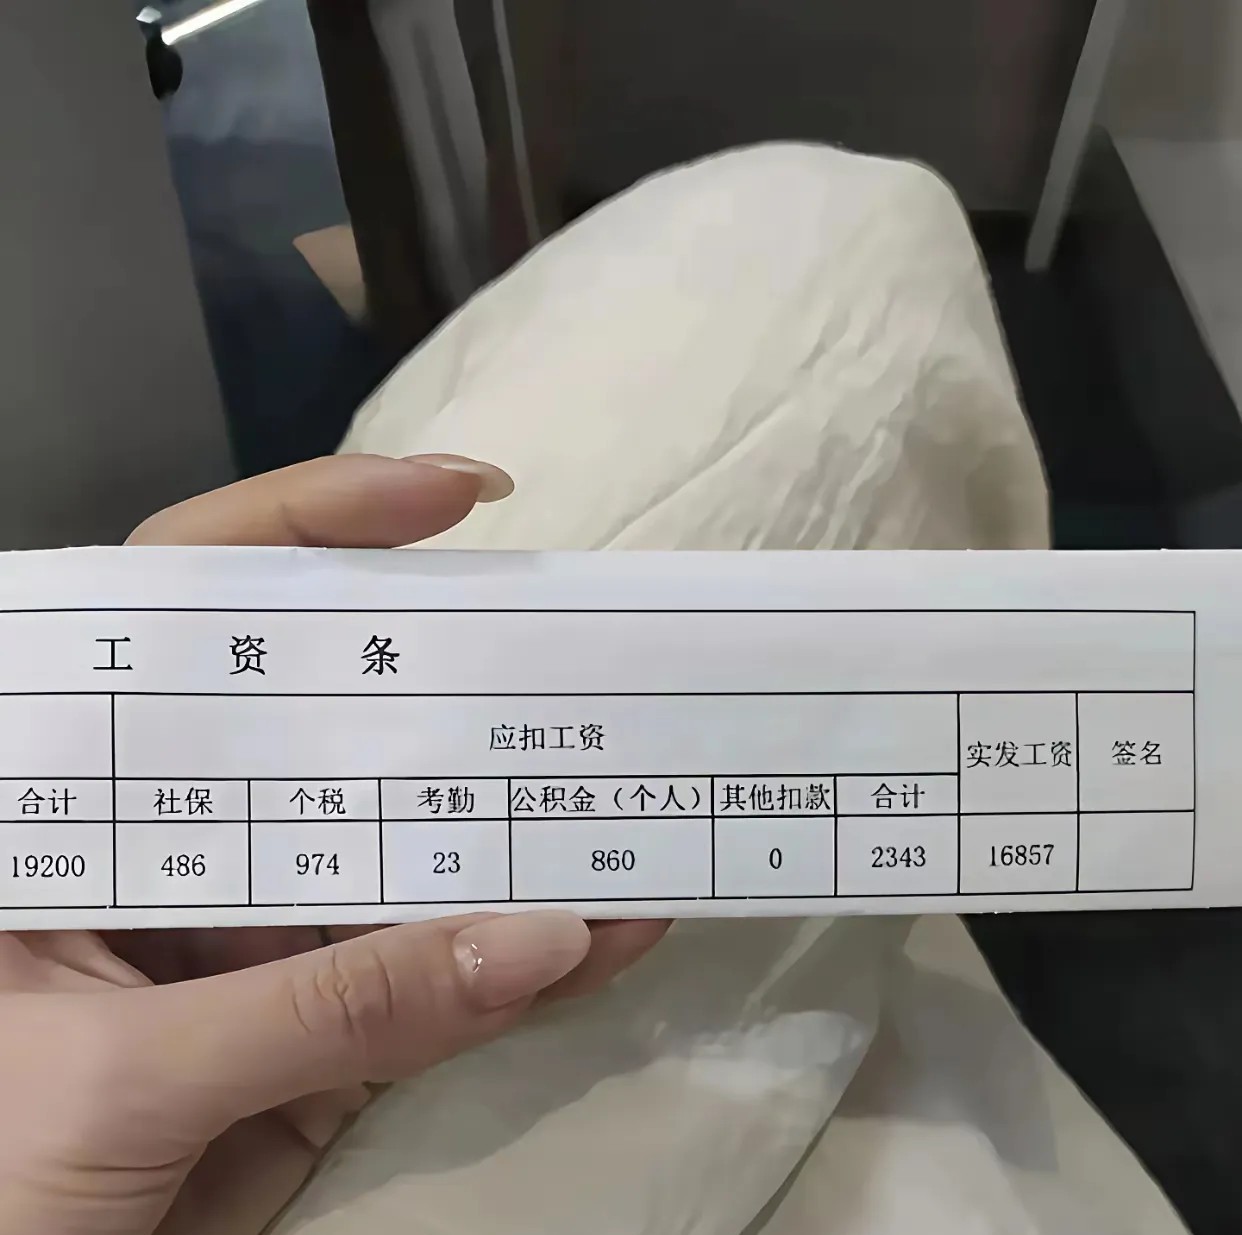 工 资 条
应扣工资 实发工资 签名
合计 社保 个税 考勤 公积金（个人） 其他扣款 合计
19200 486 974 23 860 0 2343 16857